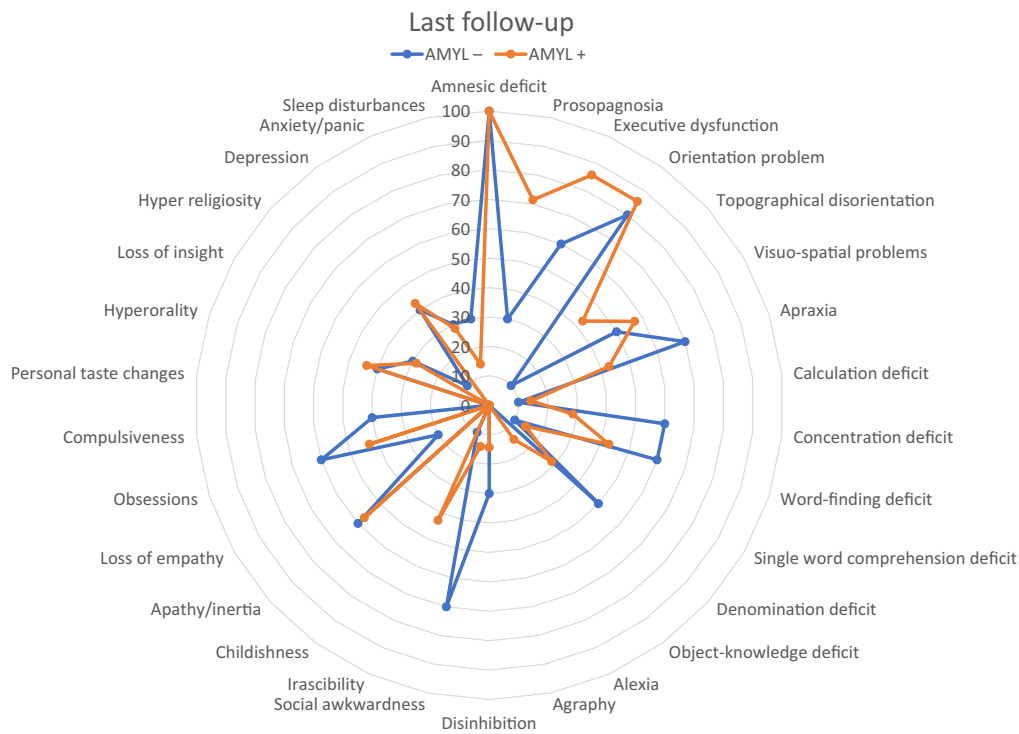 Last follow-up
AMYL – AMYL +
Amnesic deficit
Sleep disturbances
Prosopagnosia
Anxiety/panic
Executive dysfunction
Depression
Orientation problem
Hyper religiosity
Topographical disorientation
Loss of insight
Visuo-spatial problems
Hyperorality
Apraxia
Personal taste changes
Calculation deficit
Compulsiveness
Concentration deficit
Obsessions
Word-finding deficit
Loss of empathy
Single word comprehension deficit
Apathy/inertia
Denomination deficit
Childishness
Object-knowledge deficit
Irascibility
Alexia
Social awkwardness
Agraphy
Disinhibition
100
90
80
70
60
50
40
30
20
10
0